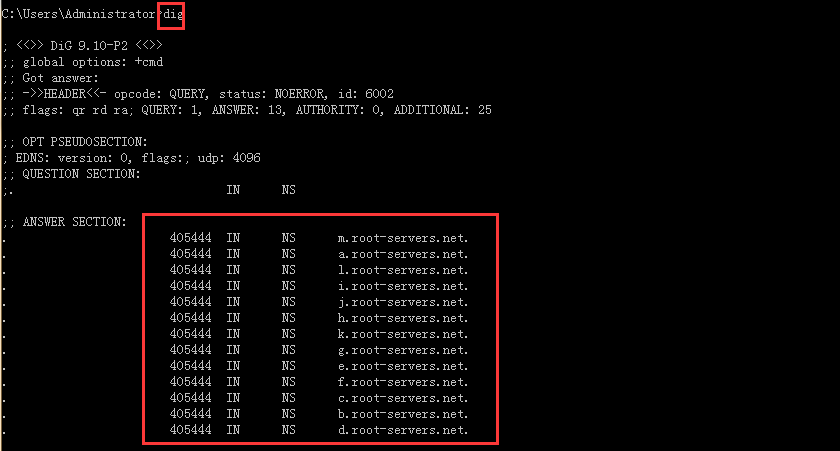 C:\Users\Administrator>dig
; <<>> DiG 9.10-P2 <<>>
;; global options: +cmd
;; Got answer:
;; ->>HEADER<<- opcode: QUERY, status: NOERROR, id: 6002
;; flags: qr rd ra; QUERY: 1, ANSWER: 13, AUTHORITY: 0, ADDITIONAL: 25
;; OPT PSEUDOSECTION:
; EDNS: version: 0, flags:; udp: 4096
;; QUESTION SECTION:
;. IN NS
;; ANSWER SECTION:
. 405444 IN NS m.root-servers.net.
. 405444 IN NS a.root-servers.net.
. 405444 IN NS l.root-servers.net.
. 405444 IN NS i.root-servers.net.
. 405444 IN NS j.root-servers.net.
. 405444 IN NS h.root-servers.net.
. 405444 IN NS k.root-servers.net.
. 405444 IN NS g.root-servers.net.
. 405444 IN NS e.root-servers.net.
. 405444 IN NS f.root-servers.net.
. 405444 IN NS c.root-servers.net.
. 405444 IN NS b.root-servers.net.
. 405444 IN NS d.root-servers.net.